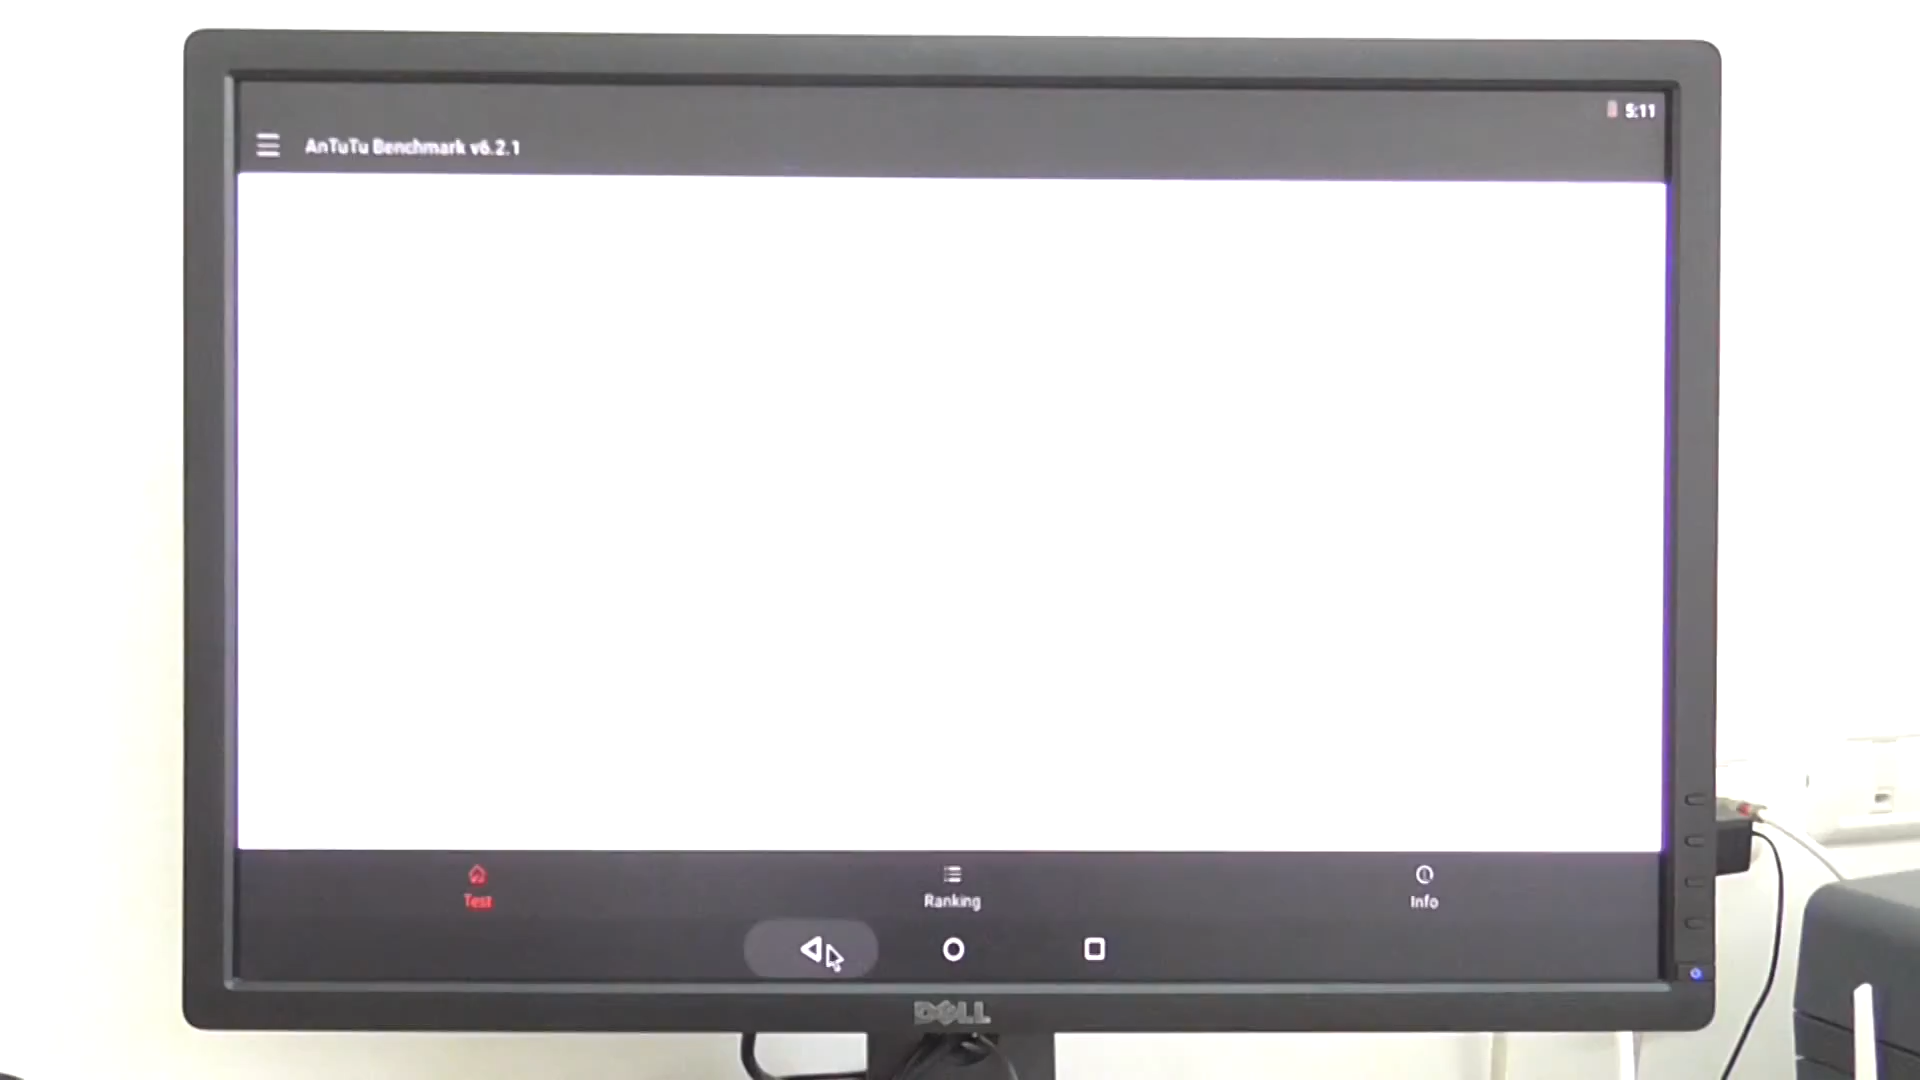 5:11
AnTuTu Benchmark v6.2.1
Test
Ranking
Info
DELL